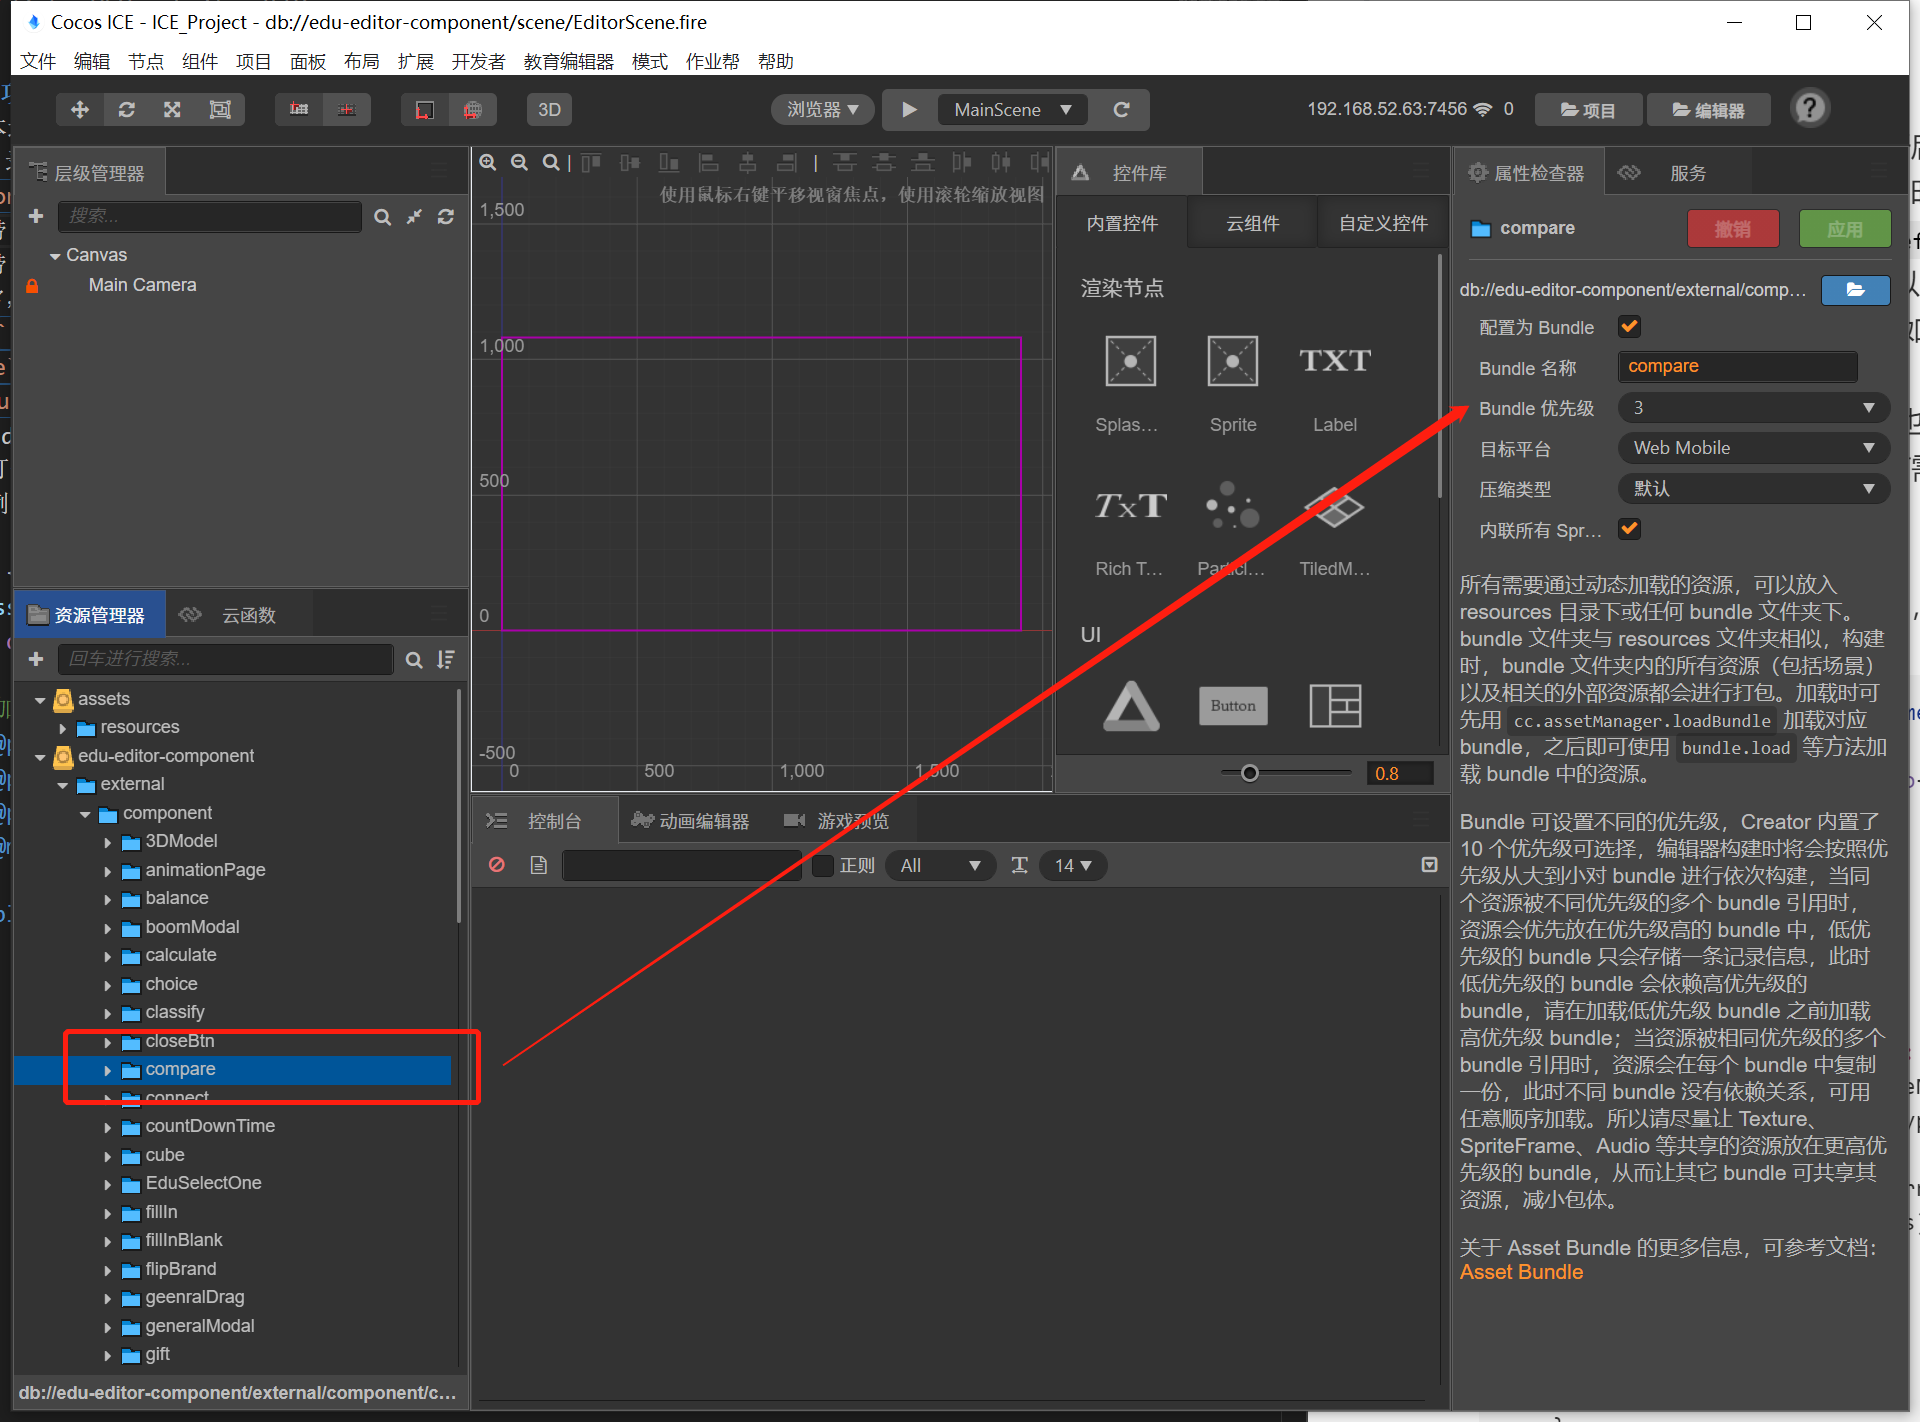 Cocos ICE - ICE_Project - db://edu-editor-component/scene/EditorScene.fire
文件 编辑 节点 组件 项目 面板 布局 扩展 开发者 教育编辑器 模式 作业帮 帮助
3D
浏览器
MainScene
192.168.52.63:7456
0
项目
编辑器
层级管理器
搜索...
Canvas
Main Camera
使用鼠标右键平移视窗焦点，使用滚轮缩放视图
1,500
1,000
500
0
-500
0
500
1,000
1,500
控件库
内置控件
云组件
自定义控件
渲染节点
TXT
Splas...
Sprite
Label
TxT
Rich T...
Particl...
TiledM...
UI
Button
0.8
资源管理器
云函数
回车进行搜索...
assets
resources
edu-editor-component
external
component
3DModel
animationPage
balance
boomModal
calculate
choice
classify
closeBtn
compare
connect
countDownTime
cube
EduSelectOne
fillIn
fillInBlank
flipBrand
geenralDrag
generalModal
gift
db://edu-editor-component/external/component/c...
控制台
动画编辑器
游戏预览
正则
All
14
属性检查器
服务
compare
撤销
应用
db://edu-editor-component/external/comp...
配置为 Bundle
Bundle 名称
compare
Bundle 优先级
3
目标平台
Web Mobile
压缩类型
默认
内联所有 Spr...
所有需要通过动态加载的资源，可以放入
resources 目录下或任何 bundle 文件夹下。
bundle 文件夹与 resources 文件夹相似，构建
时，bundle 文件夹内的所有资源（包括场景）
以及相关的外部资源都会进行打包。加载时可
先用 cc.assetManager.loadBundle 加载对应
bundle，之后即可使用 bundle.load 等方法加
载 bundle 中的资源。
Bundle 可设置不同的优先级，Creator 内置了
10 个优先级可选择，编辑器构建时将会按照优
先级从大到小对 bundle 进行依次构建，当同
个资源被不同优先级的多个 bundle 引用时，
资源会优先放在优先级高的 bundle 中，低优
先级的 bundle 只会存储一条记录信息，此时
低优先级的 bundle 会依赖高优先级的
bundle，请在加载低优先级 bundle 之前加载
高优先级 bundle；当资源被相同优先级的多个
bundle 引用时，资源会在每个 bundle 中复制
一份，此时不同 bundle 没有依赖关系，可用
任意顺序加载。所以请尽量让 Texture、
SpriteFrame、Audio 等共享的资源放在更高优
先级的 bundle，从而让其它 bundle 可共享其
资源，减小包体。
关于 Asset Bundle 的更多信息，可参考文档：
Asset Bundle